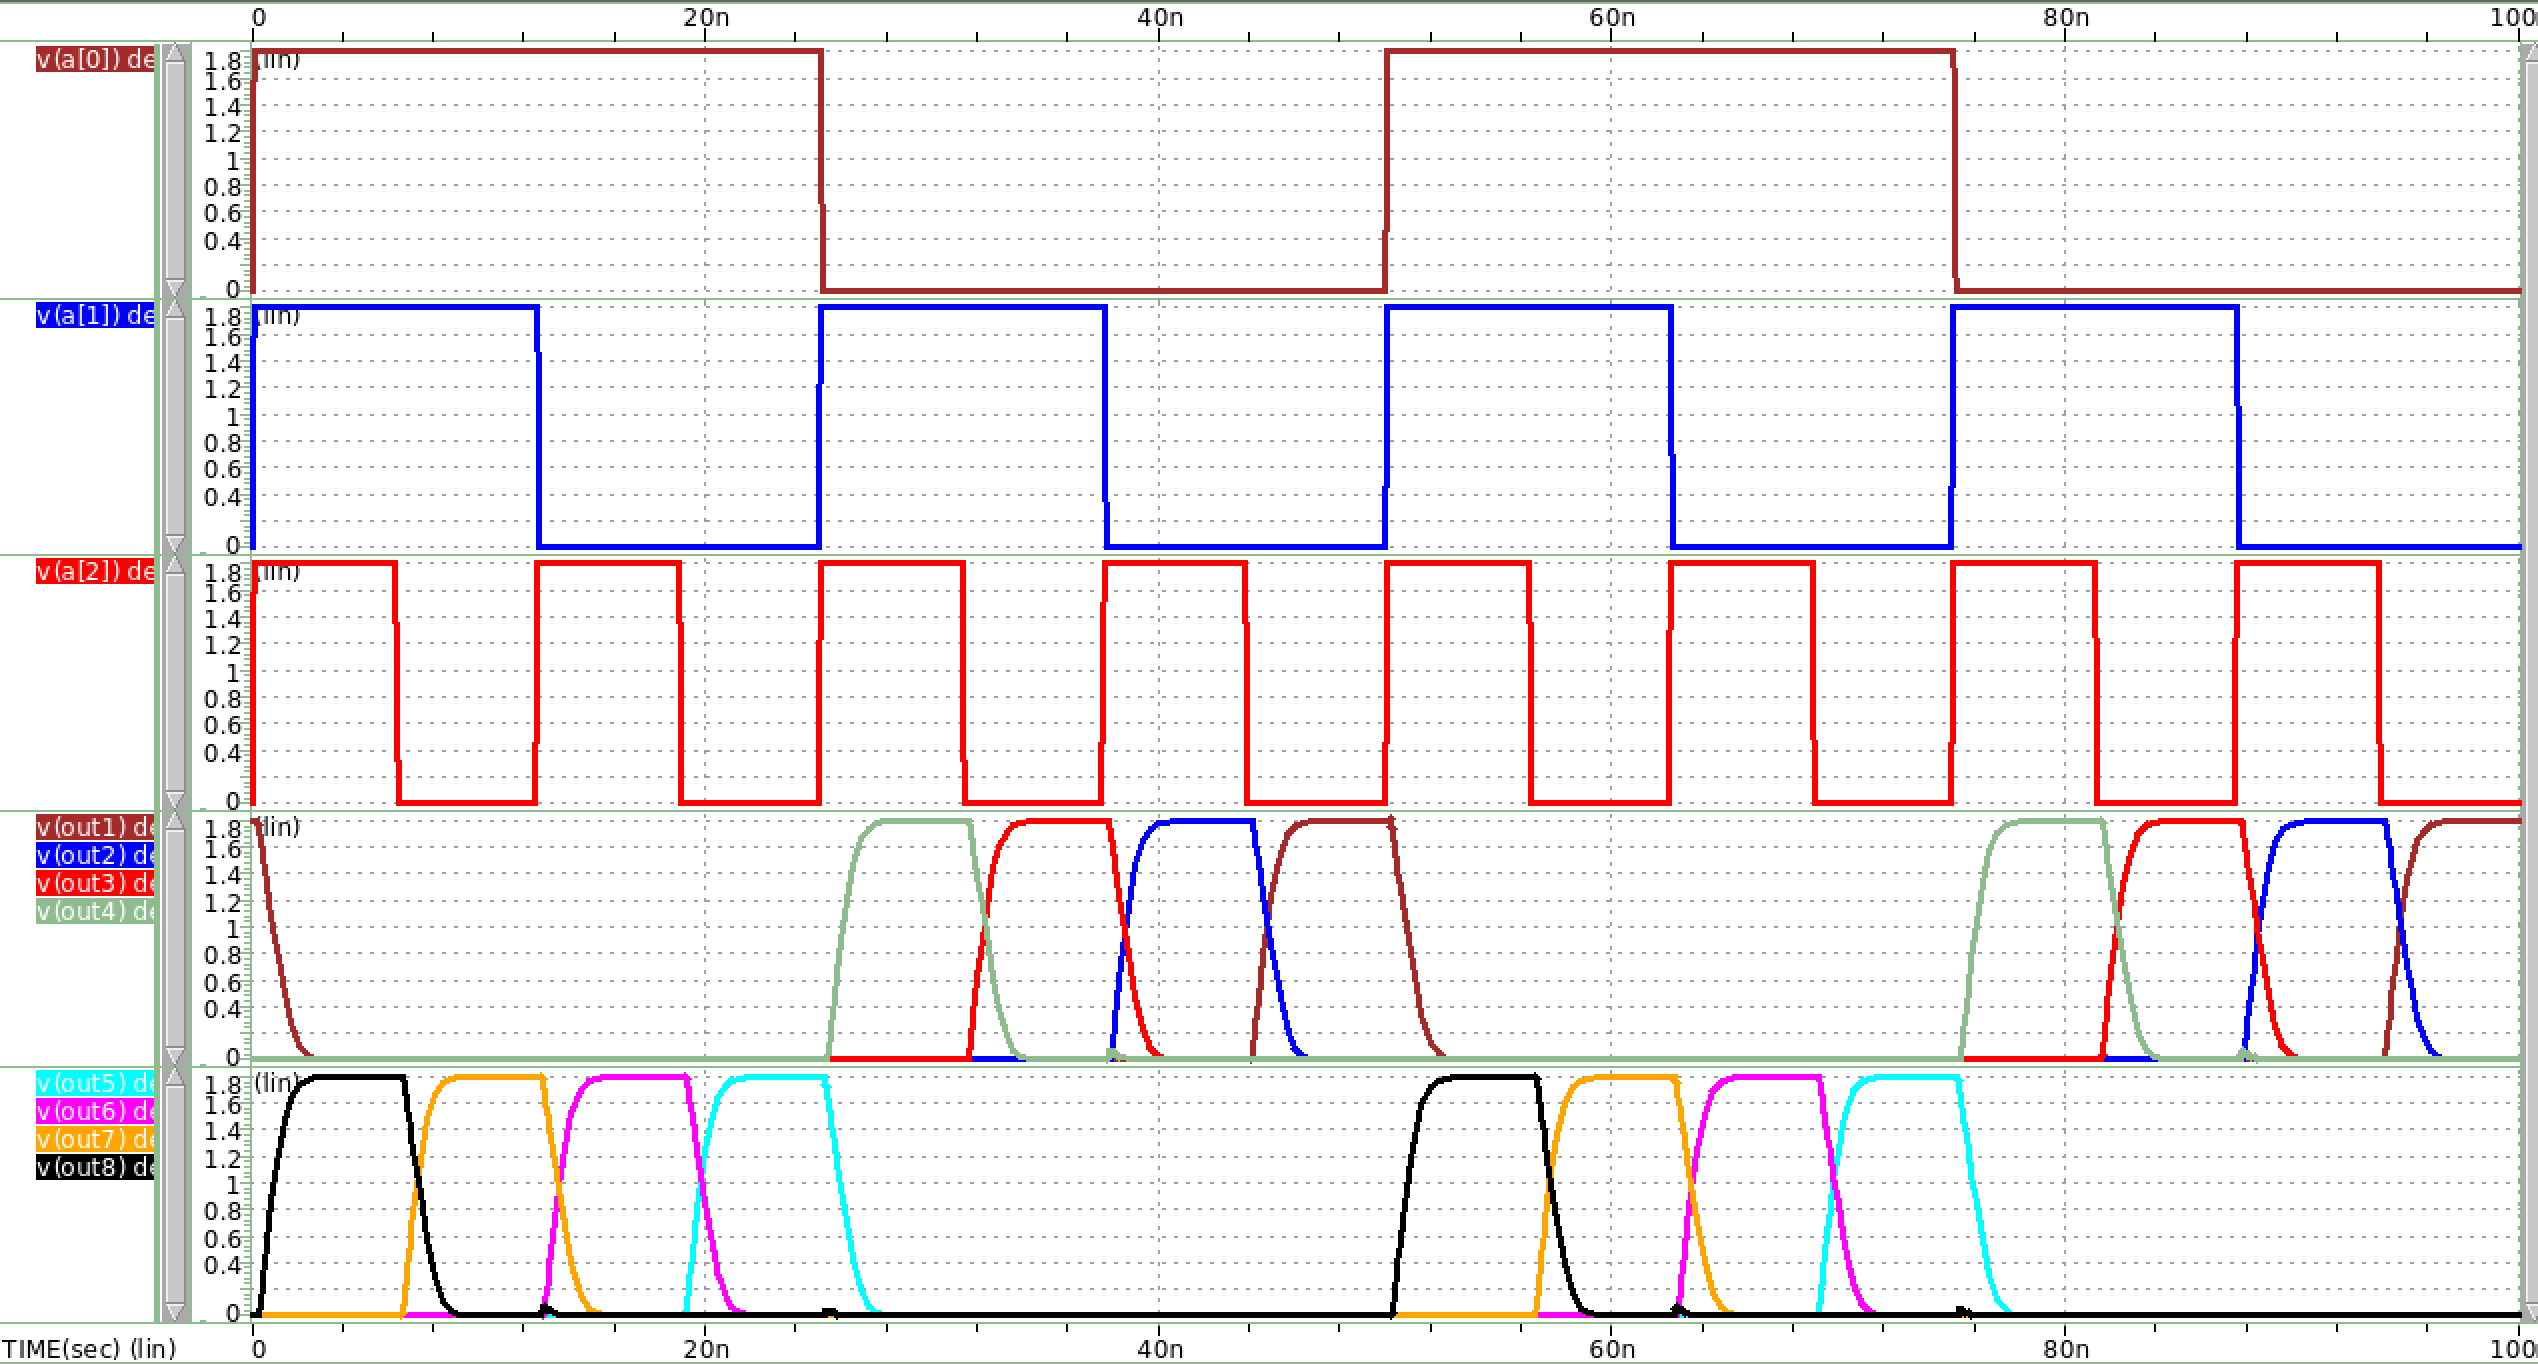 0 20n 40n 60n 80n 100
v(a[0]) de
(lin)
1.8
1.6
1.4
1.2
1
0.8
0.6
0.4
0
v(a[1]) de
(lin)
1.8
1.6
1.4
1.2
1
0.8
0.6
0.4
0
v(a[2]) de
(lin)
1.8
1.6
1.4
1.2
1
0.8
0.6
0.4
0
v(out1) de
v(out2) de
v(out3) de
v(out4) de
(lin)
1.8
1.6
1.4
1.2
1
0.8
0.6
0.4
0
v(out5) de
v(out6) de
v(out7) de
v(out8) de
(lin)
1.8
1.6
1.4
1.2
1
0.8
0.6
0.4
0
TIME(sec) (lin) 0 20n 40n 60n 80n 100